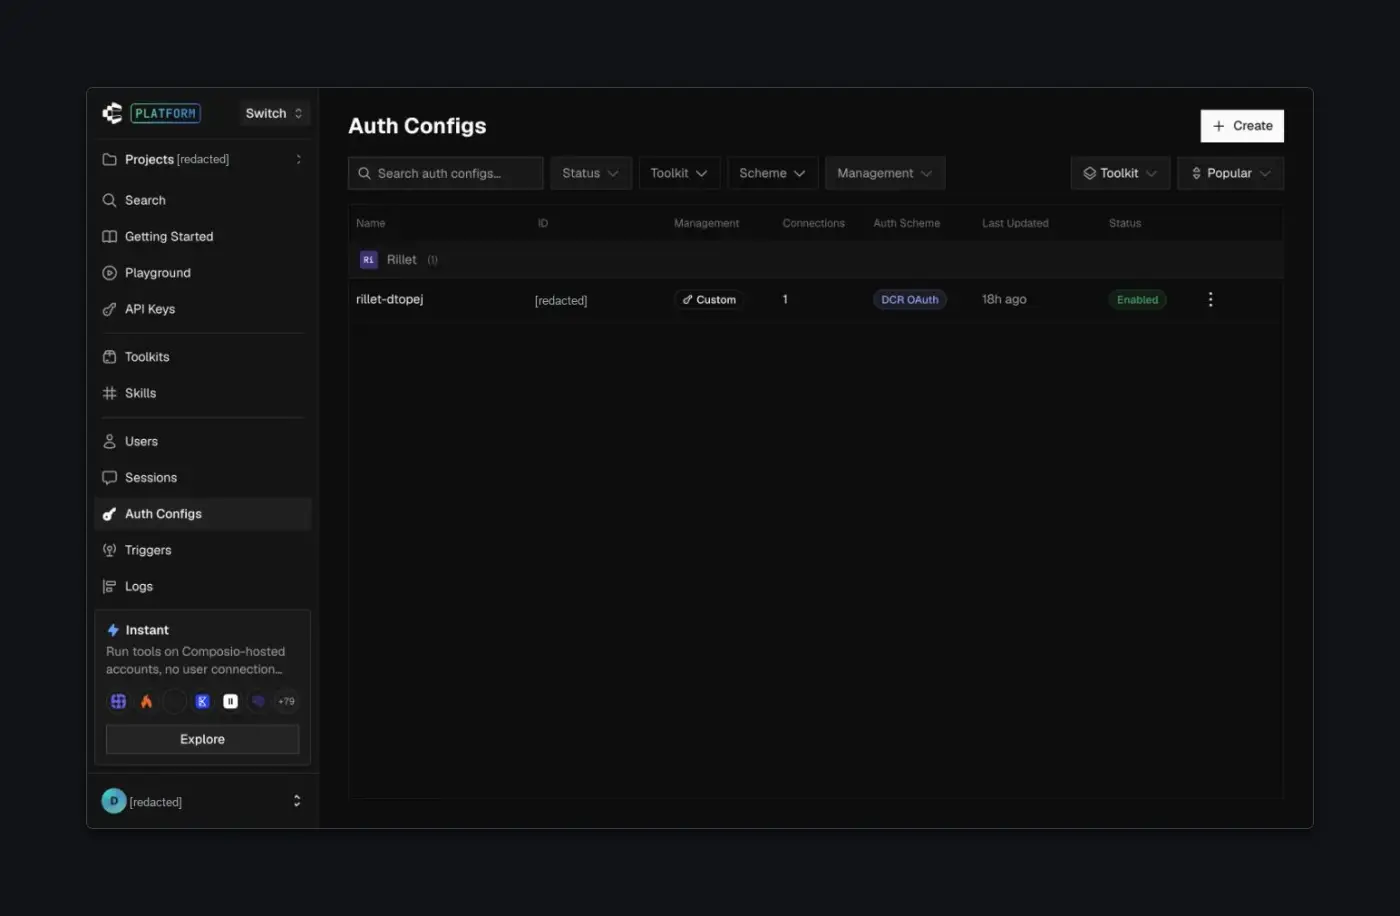 PLATFORM
Switch
Projects [redacted]
Search
Getting Started
Playground
API Keys
Toolkits
Skills
Users
Sessions
Auth Configs
Triggers
Logs
Instant
Run tools on Composio-hosted
accounts, no user connection...
K
+79
Explore
D [redacted]
Auth Configs
+ Create
Search auth configs...
Status
Toolkit
Scheme
Management
Toolkit
Popular
Name ID Management Connections Auth Scheme Last Updated Status
Ri Rillet (1)
rillet-dtopej [redacted] Custom 1 DCR OAuth 18h ago Enabled